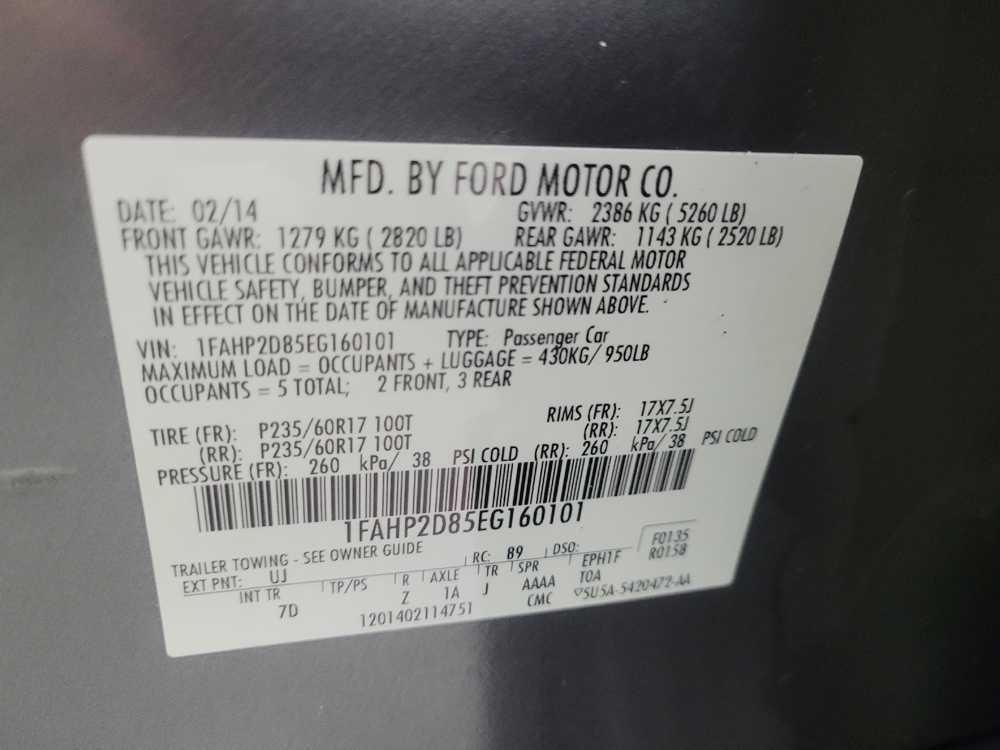 MFD. BY FORD MOTOR CO.
DATE: 02/14 GVWR: 2386 KG ( 5260 LB)
FRONT GAWR: 1279 KG ( 2820 LB) REAR GAWR: 1143 KG ( 2520 LB)
THIS VEHICLE CONFORMS TO ALL APPLICABLE FEDERAL MOTOR
VEHICLE SAFETY, BUMPER, AND THEFT PREVENTION STANDARDS
IN EFFECT ON THE DATE OF MANUFACTURE SHOWN ABOVE.
VIN: 1FAHP2D85EG160101 TYPE: Passenger Car
MAXIMUM LOAD = OCCUPANTS + LUGGAGE = 430KG/ 950LB
OCCUPANTS = 5 TOTAL; 2 FRONT, 3 REAR
TIRE (FR): P235/60R17 100T RIMS (FR): 17X7.5J
(RR): P235/60R17 100T (RR): 17X7.5J
PRESSURE (FR): 260 kPa/ 38 PSI COLD (RR): 260 kPa/ 38 PSI COLD
1FAHP2D85EG160101
F0135
R0158
TRAILER TOWING - SEE OWNER GUIDE RC: 89 DSO:
EXT PNT: UJ TP/PS R AXLE TR SPR EPH1F
INT TR Z 1A J AAAA TOA
7D 1201402114751 CMC 5U5A-5420472-AA